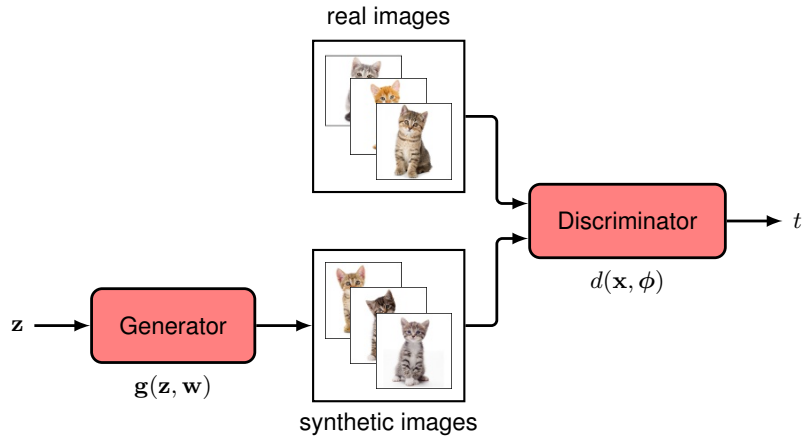 real images
Discriminator
t
d(x, ϕ)
z
Generator
g(z, w)
synthetic images